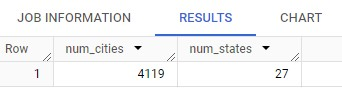 JOB INFORMATION RESULTS CHART
Row num_cities num_states
1 4119 27